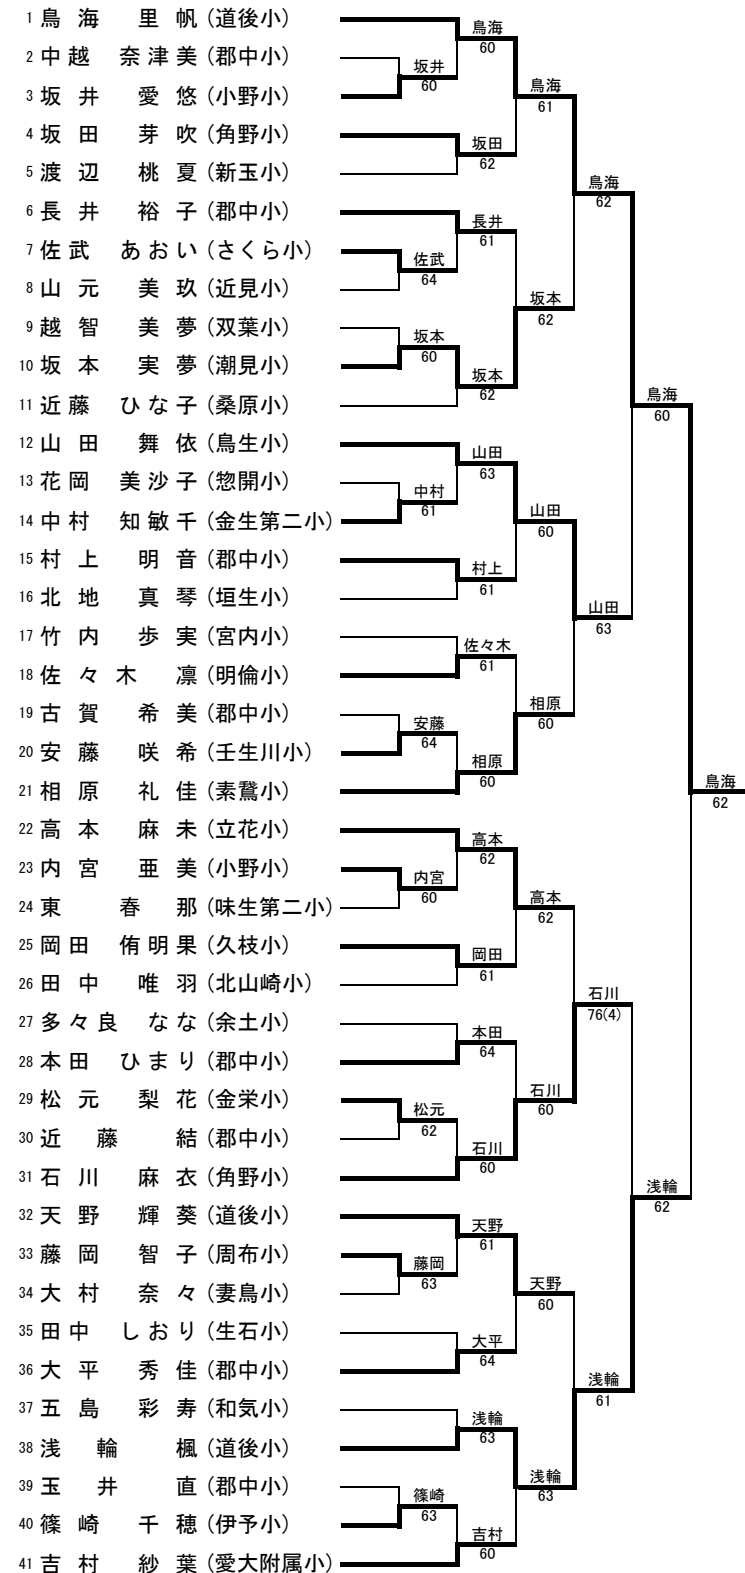 1 鳥海 里帆 (道後小)
2 中越 奈津美 (郡中小)
3 坂井 愛悠 (小野小)
4 坂田 芽吹 (角野小)
5 渡辺 桃夏 (新玉小)
6 長井 裕子 (郡中小)
7 佐武 あおい (さくら小)
8 山元 美玖 (近見小)
9 越智 美夢 (双葉小)
10 坂本 実夢 (潮見小)
11 近藤 ひな子 (桑原小)
12 山田 舞依 (鳥生小)
13 花岡 美沙子 (惣開小)
14 中村 知敏千 (金生第二小)
15 村上 明音 (郡中小)
16 北地 真琴 (垣生小)
17 竹内 歩実 (宮内小)
18 佐々木 凛 (明倫小)
19 古賀 希美 (郡中小)
20 安藤 咲希 (壬生川小)
21 相原 礼佳 (素鵞小)
22 高本 麻未 (立花小)
23 内宮 亜美 (小野小)
24 東 春那 (味生第二小)
25 岡田 侑明果 (久枝小)
26 田中 唯羽 (北山崎小)
27 多々良 なな (余土小)
28 本田 ひまり (郡中小)
29 松元 梨花 (金栄小)
30 近藤 結 (郡中小)
31 石川 麻衣 (角野小)
32 天野 輝葵 (道後小)
33 藤岡 智子 (周布小)
34 大村 奈々 (妻鳥小)
35 田中 しおり (生石小)
36 大平 秀佳 (郡中小)
37 五島 彩寿 (和気小)
38 浅輪 楓 (道後小)
39 玉井 直 (郡中小)
40 篠崎 千穂 (伊予小)
41 吉村 紗葉 (愛大附属小)
坂井
60
佐武
64
坂本
60
中村
61
安藤
64
内宮
60
松元
62
藤岡
63
篠崎
63
鳥海
60
坂田
62
長井
61
坂本
62
山田
63
村上
61
佐々木
61
相原
60
高本
62
岡田
61
本田
64
石川
60
天野
61
大平
64
浅輪
63
吉村
60
鳥海
61
坂本
62
山田
60
相原
60
高本
62
石川
60
天野
60
浅輪
63
鳥海
62
山田
63
石川
76(4)
浅輪
61
鳥海
60
浅輪
62
鳥海
62